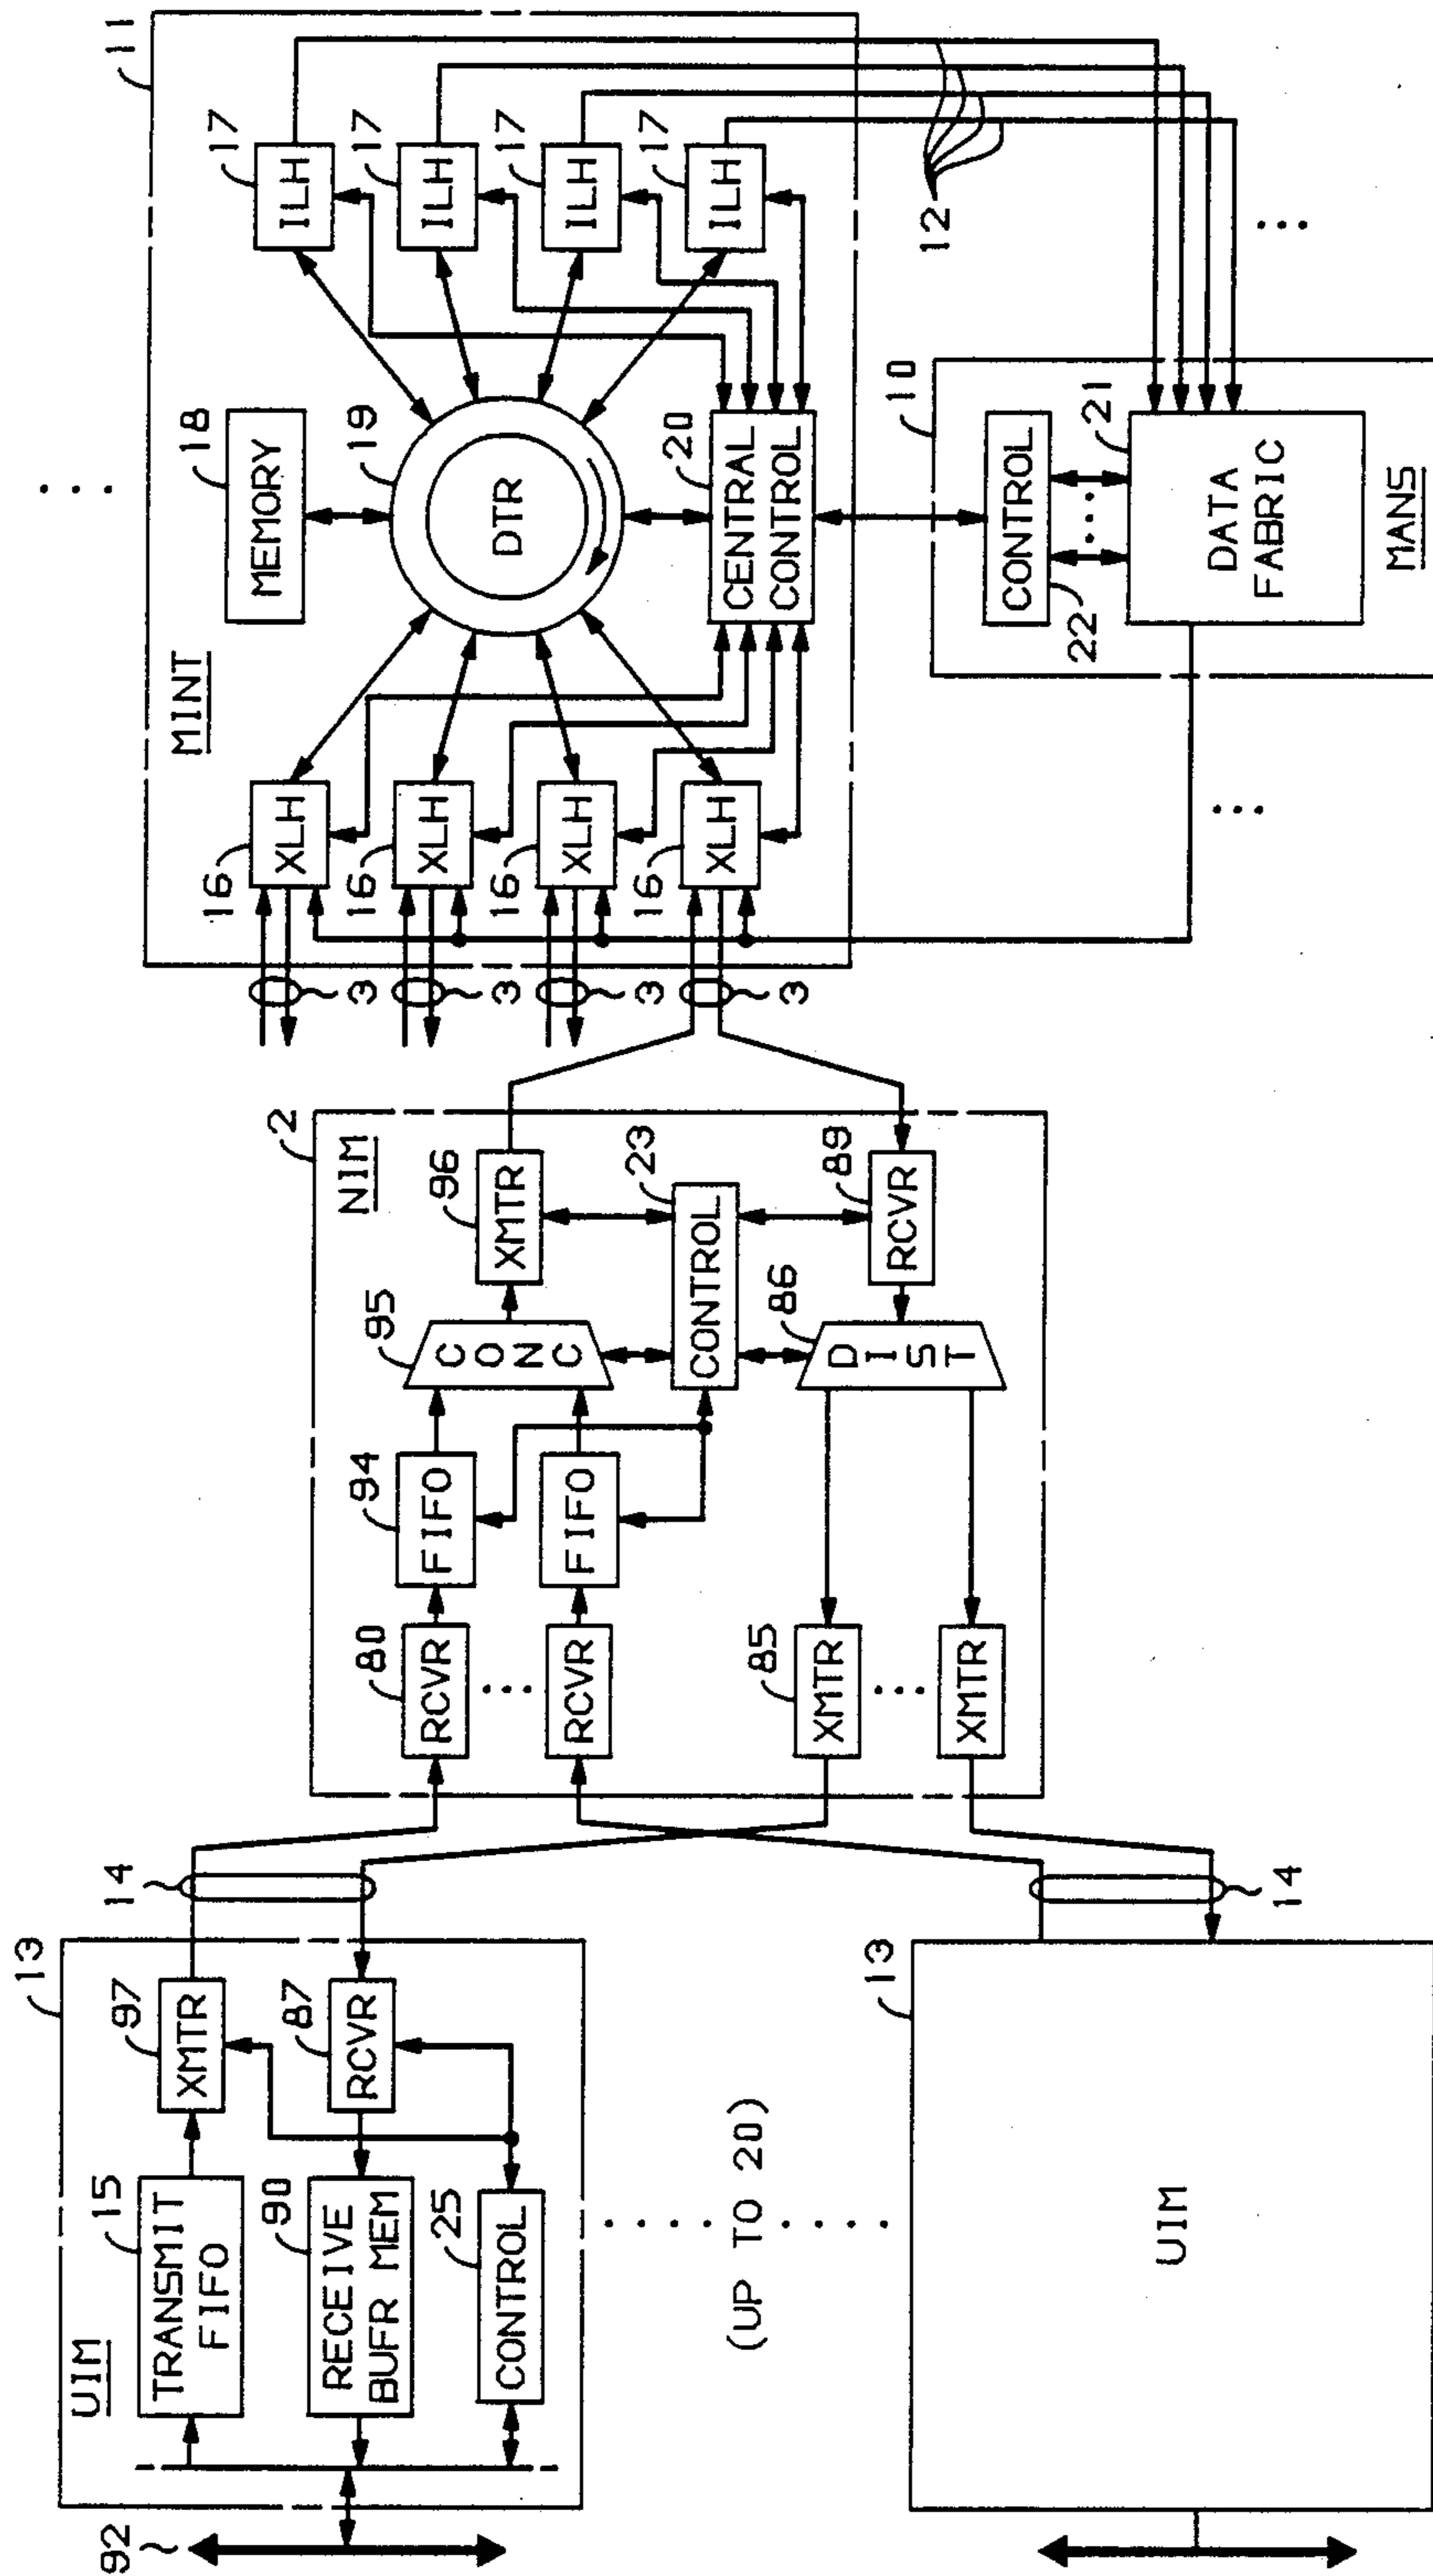 13
UIM
15
TRANSMIT
FIFO
97
XMTR
90
RECEIVE
BUFR MEM
87
RCVR
25
CONTROL
92
14
(UP TO 20)
13
UIM
14
2
NIM
80
RCVR
94
FIFO
95
CONC
96
XMTR
RCVR
FIFO
23
CONTROL
85
XMTR
86
DIST
89
RCVR
XMTR
3
3
3
3
11
MINT
16
XLH
16
XLH
16
XLH
16
XLH
18
MEMORY
19
DTR
20
CENTRAL
CONTROL
17
ILH
17
ILH
17
ILH
17
ILH
12
10
CONTROL
22
21
DATA
FABRIC
MANS